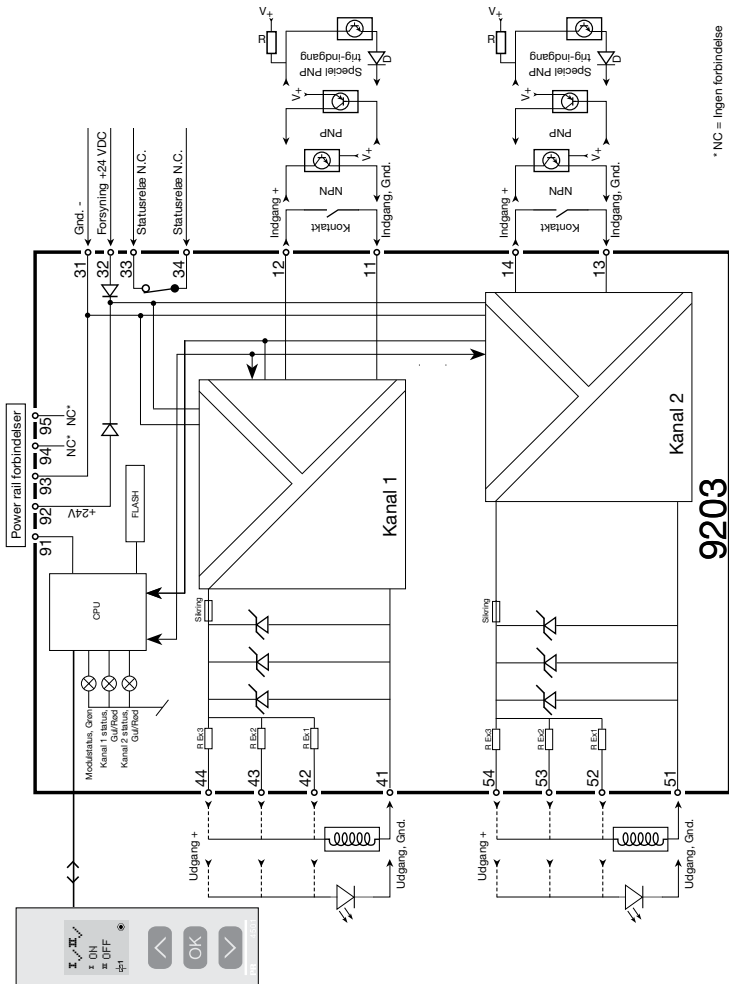 Power rail forbindelser
91
92
93
94
95
+24V
NC*
NC*
CPU
FLASH
Modulstatus, Grøn
Kanal 1 status,
Gul/Rød
Kanal 2 status,
Gul/Rød
31
32
33
34
Gnd. -
Forsyning +24 VDC
Statusrelæ N.C.
Statusrelæ N.C.
12
11
Indgang +
Indgang, Gnd.
Kontakt
NPN
V+
PNP
V+
Speciel PNP
trig-indgang
R
V+
D
14
13
Indgang +
Indgang, Gnd.
Kontakt
NPN
V+
PNP
V+
Speciel PNP
trig-indgang
R
V+
D
Kanal 1
Sikring
R Ex3
R Ex2
R Ex1
44
43
42
41
Udgang +
Udgang, Gnd.
Kanal 2
Sikring
R Ex3
R Ex2
R Ex1
54
53
52
51
Udgang +
Udgang, Gnd.
9203
* NC = Ingen forbindelse
I ON
II OFF
OK